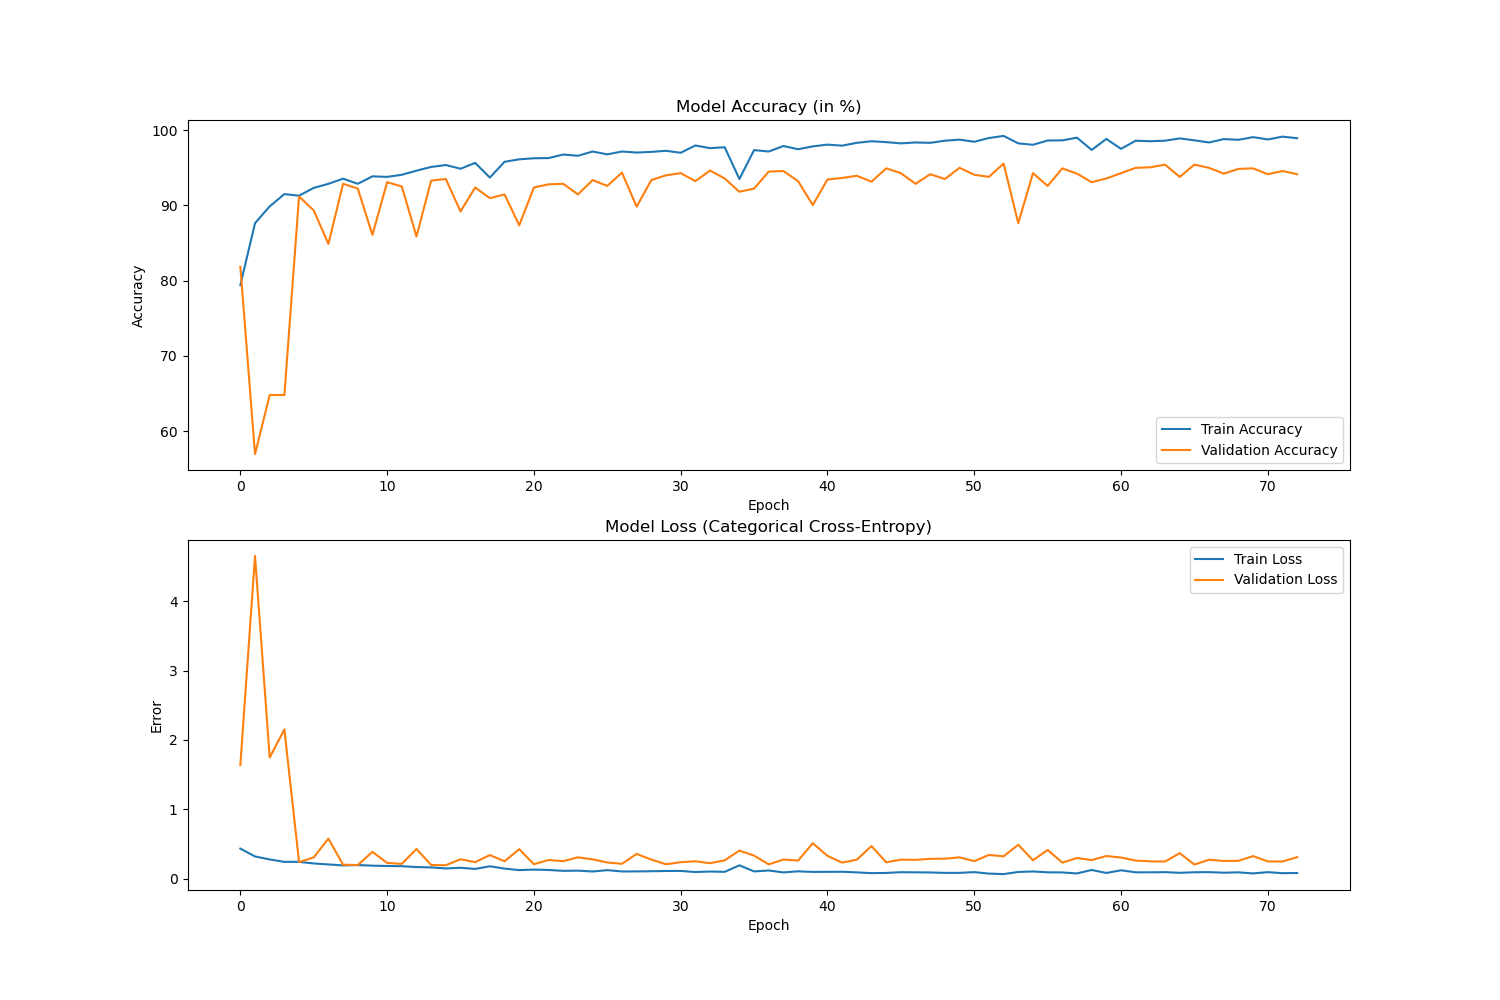 Model Accuracy (in %)
100
90
80
70
60
Accuracy
Train Accuracy
Validation Accuracy
0 10 20 30 40 50 60 70
Epoch
Model Loss (Categorical Cross-Entropy)
Train Loss
Validation Loss
4
3
2
1
0
Error
0 10 20 30 40 50 60 70
Epoch